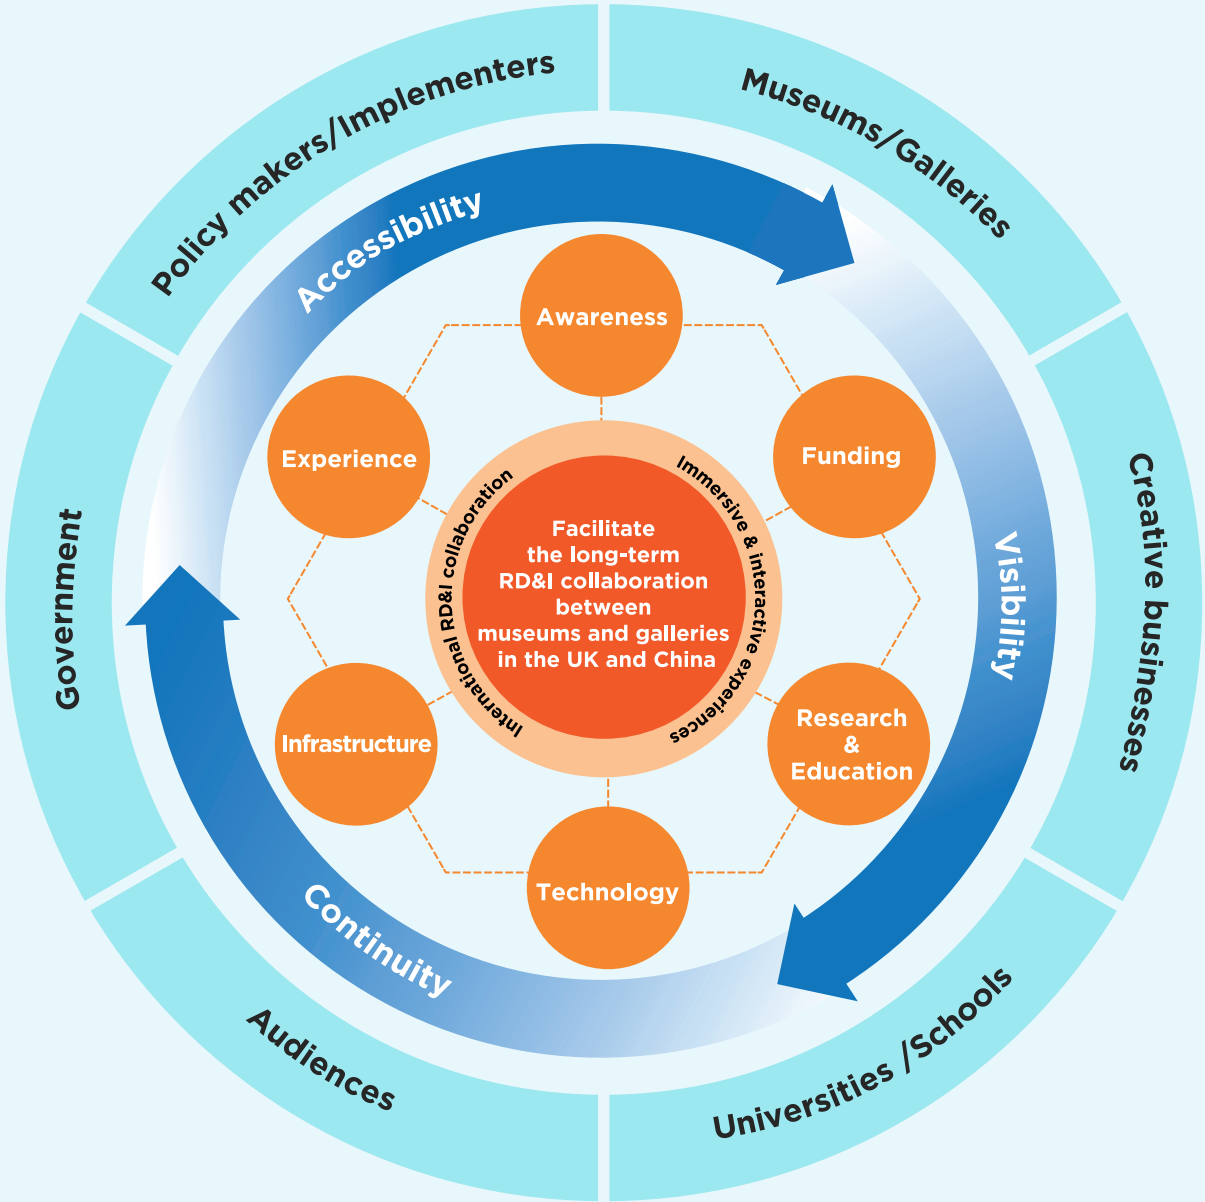 Policy makers/Implementers
Museums/Galleries
Creative businesses
Universities /Schools
Audiences
Government
Accessibility
Visibility
Continuity
Awareness
Funding
Research
&
Education
Technology
Infrastructure
Experience
International RD&I collaboration
Immersive & interactive experiences
Facilitate
the long-term
RD&I collaboration
between
museums and galleries
in the UK and China